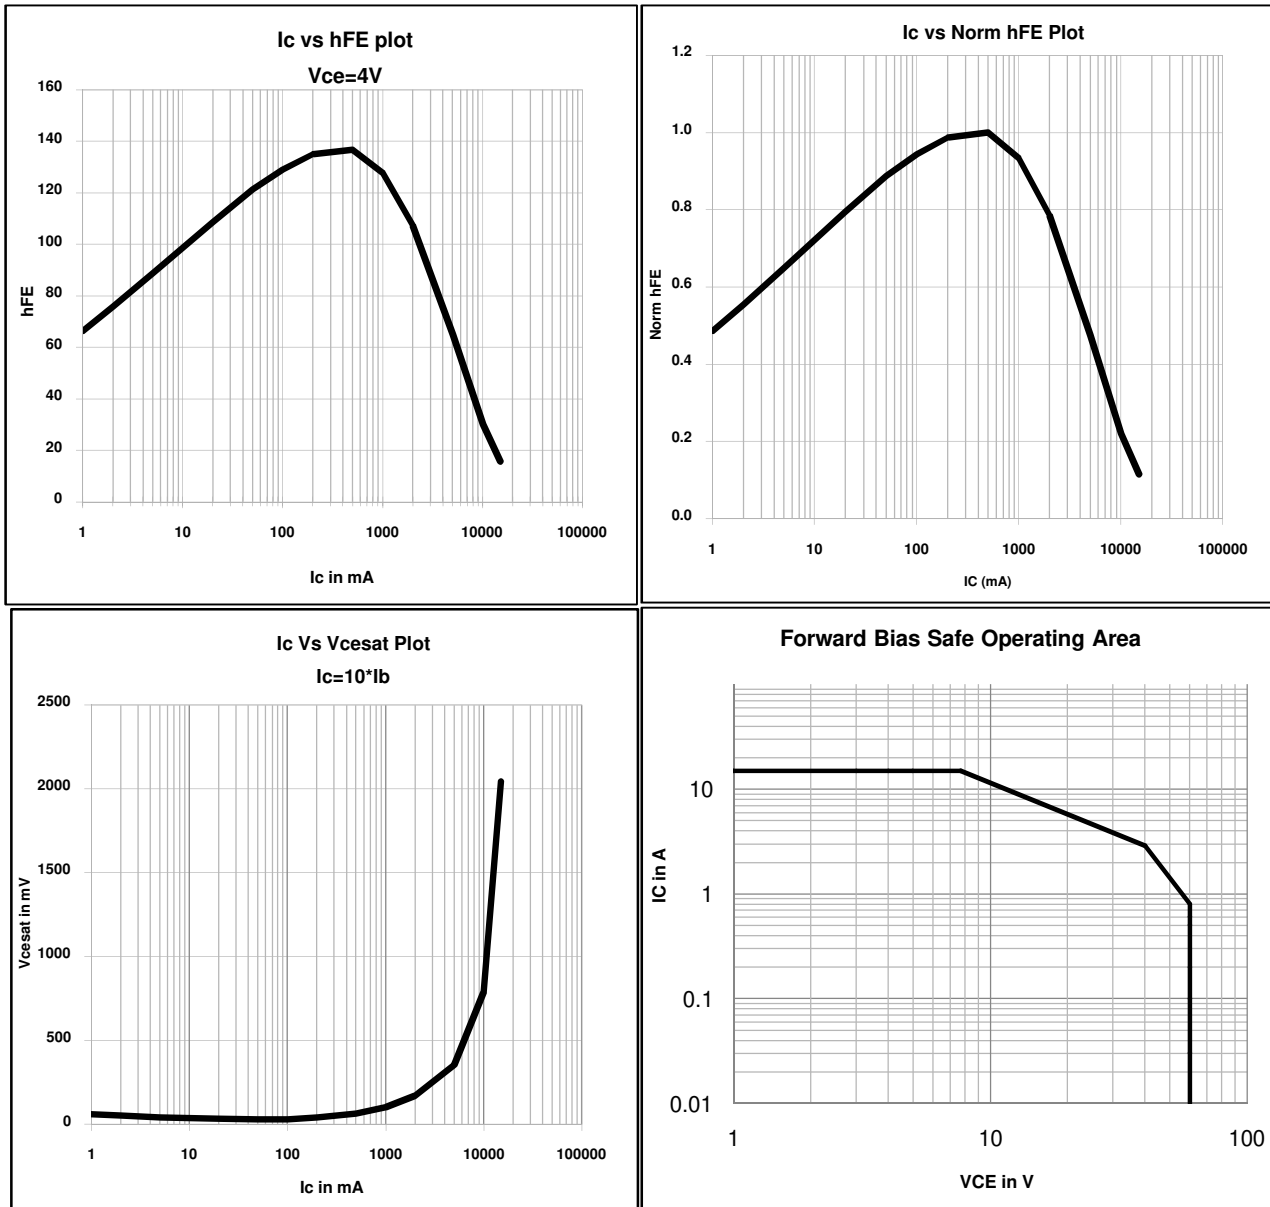 Ic vs hFE plot
Vce=4V
160
140
120
100
80
60
40
20
0
hFE
1 10 100 1000 10000 100000
Ic in mA
Ic vs Norm hFE Plot
1.2
1.0
0.8
0.6
0.4
0.2
0.0
Norm hFE
1 10 100 1000 10000 100000
IC (mA)
Ic Vs Vcesat Plot
Ic=10*Ib
2500
2000
1500
1000
500
0
Vcesat in mV
1 10 100 1000 10000 100000
Ic in mA
Forward Bias Safe Operating Area
10
1
0.1
0.01
IC in A
1 10 100
VCE in V